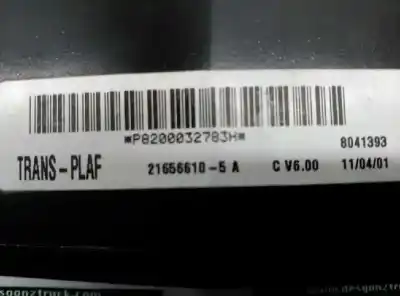 *P8200032783H*
8041393
TRANS-PLAF 21656610-5 A C V6.00 11/04/01